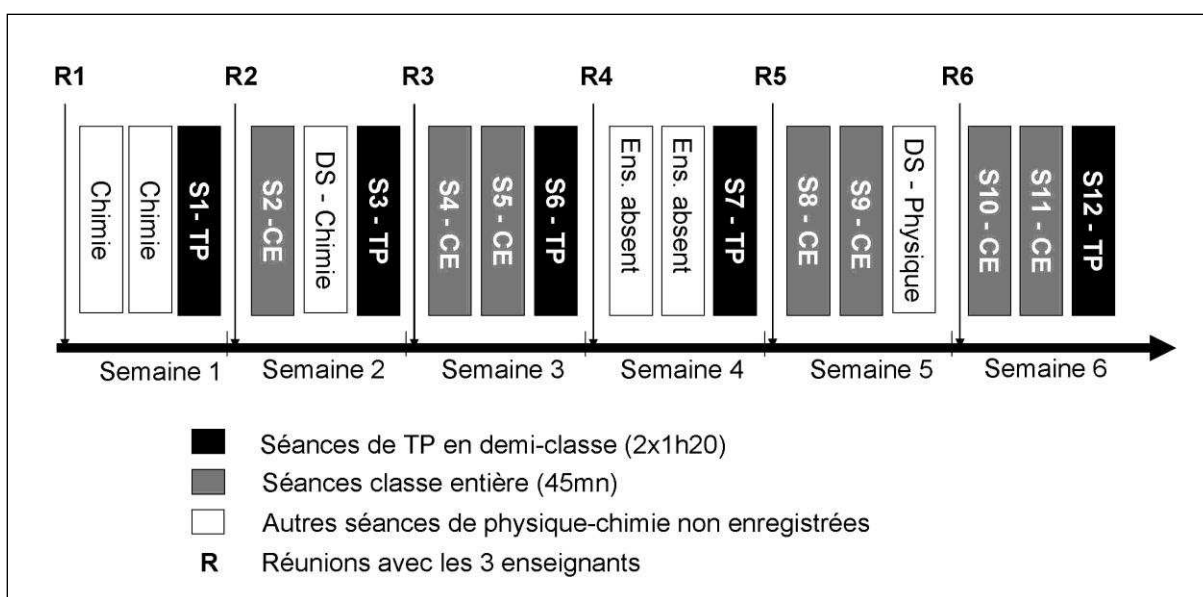 R1 R2 R3 R4 R5 R6
Chimie
Chimie
S1- TP
S2 -CE
DS - Chimie
S3 - TP
S4 - CE
S5 - CE
S6 - TP
Ens. absent
Ens. absent
S7 - TP
S8 - CE
S9 - CE
DS - Physique
S10 - CE
S11 - CE
S12 - TP
Semaine 1 Semaine 2 Semaine 3 Semaine 4 Semaine 5 Semaine 6
Séances de TP en demi-classe (2x1h20)
Séances classe entière (45mn)
Autres séances de physique-chimie non enregistrées
R Réunions avec les 3 enseignants